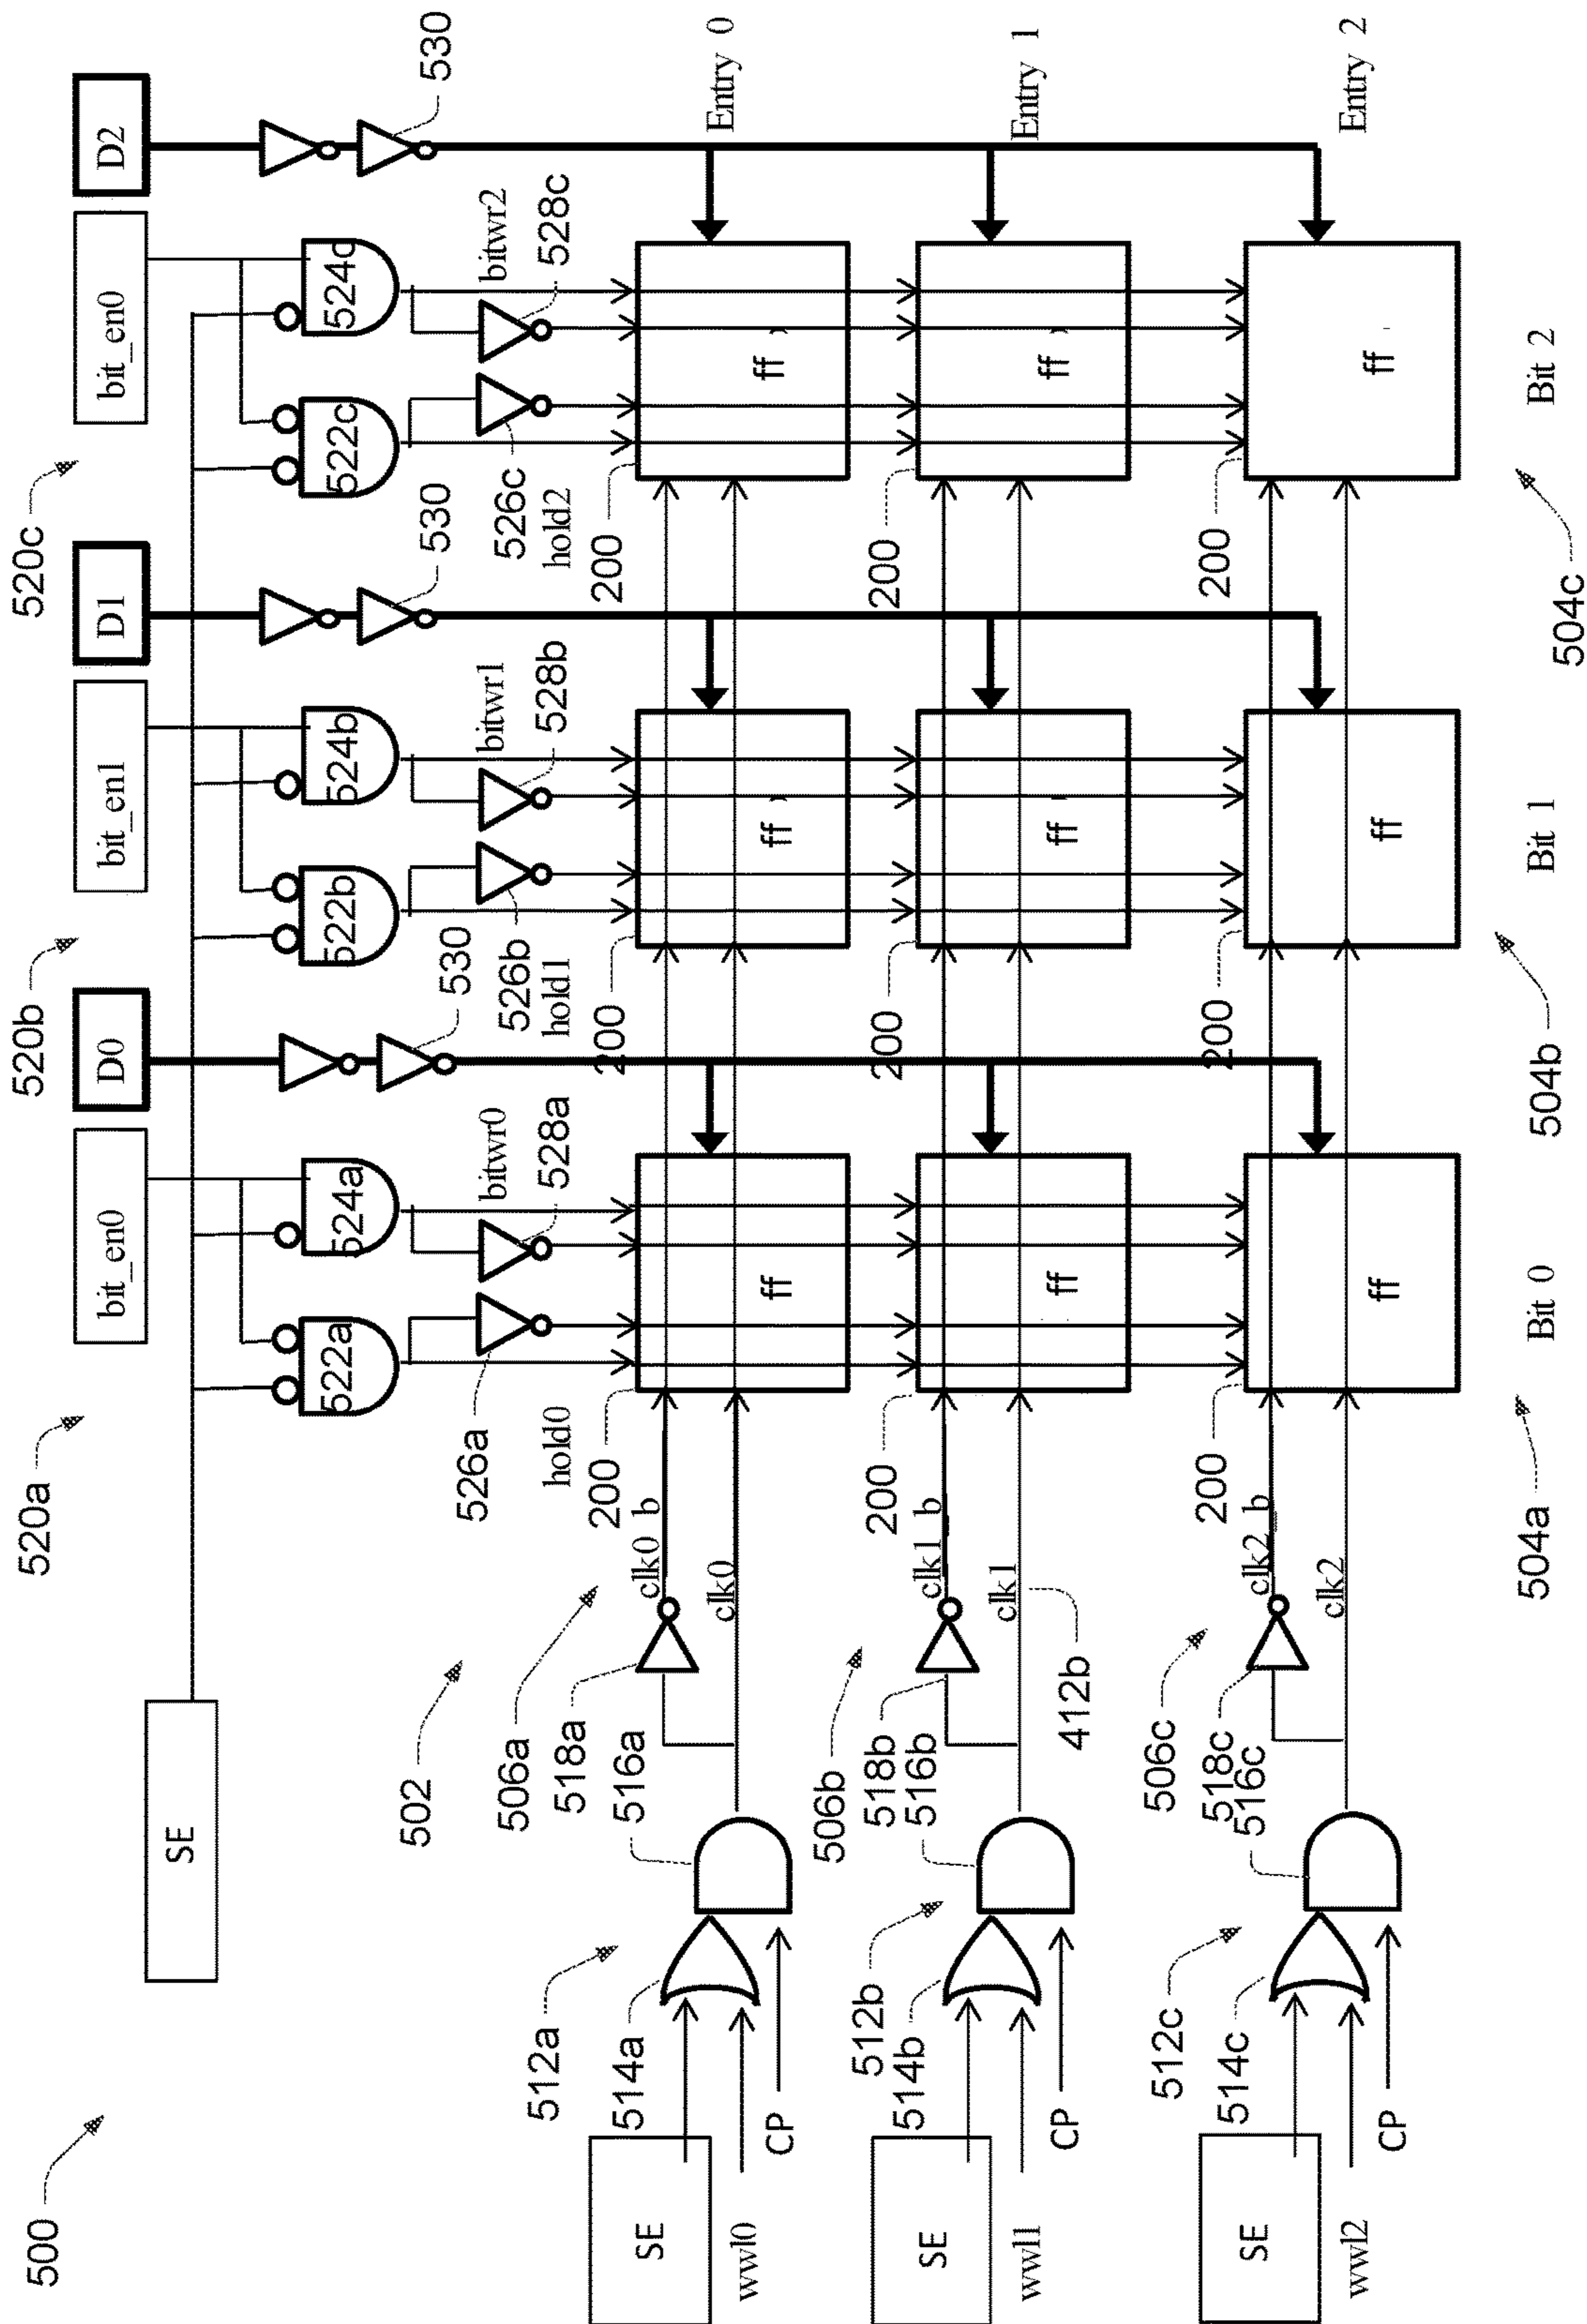 500
520a
520b
520c
SE
bit_en0
D0
bit_en1
D1
bit_en0
D2
522a
524a
530
522b
524b
530
522c
524c
530
502
526a
hold0
bitwr0
528a
526b
hold1
bitwr1
528b
526c
hold2
bitwr2
528c
512a
514a
506a
518a
516a
SE
wwl0
CP
clk0_b
clk0
200
ff
200
ff
200
ff
Entry 0
512b
514b
506b
518b
516b
SE
wwl1
CP
clk1_b
clk1
412b
200
ff
200
ff
200
ff
Entry 1
512c
514c
506c
518c
516c
SE
wwl2
CP
clk2_b
clk2
200
ff
200
ff
200
ff
Entry 2
504a
Bit 0
504b
Bit 1
504c
Bit 2